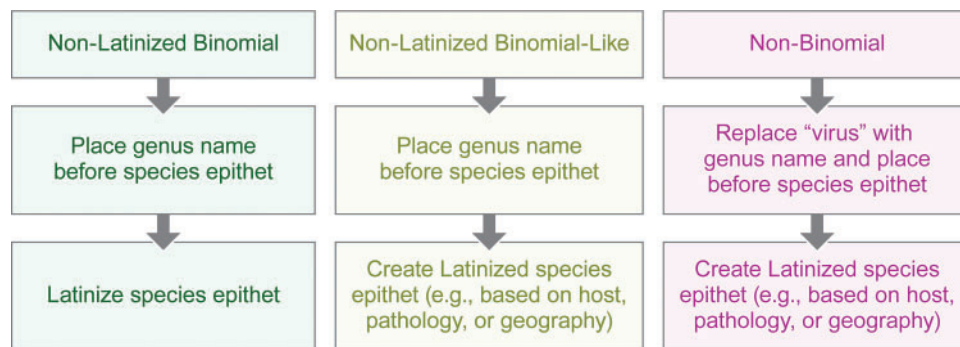 Non-Latinized Binomial
Non-Latinized Binomial-Like
Non-Binomial
Place genus name
before species epithet
Place genus name
before species epithet
Replace “virus” with
genus name and place
before species epithet
Latinize species epithet
Create Latinized species
epithet (e.g., based on host,
pathology, or geography)
Create Latinized species
epithet (e.g., based on host,
pathology, or geography)